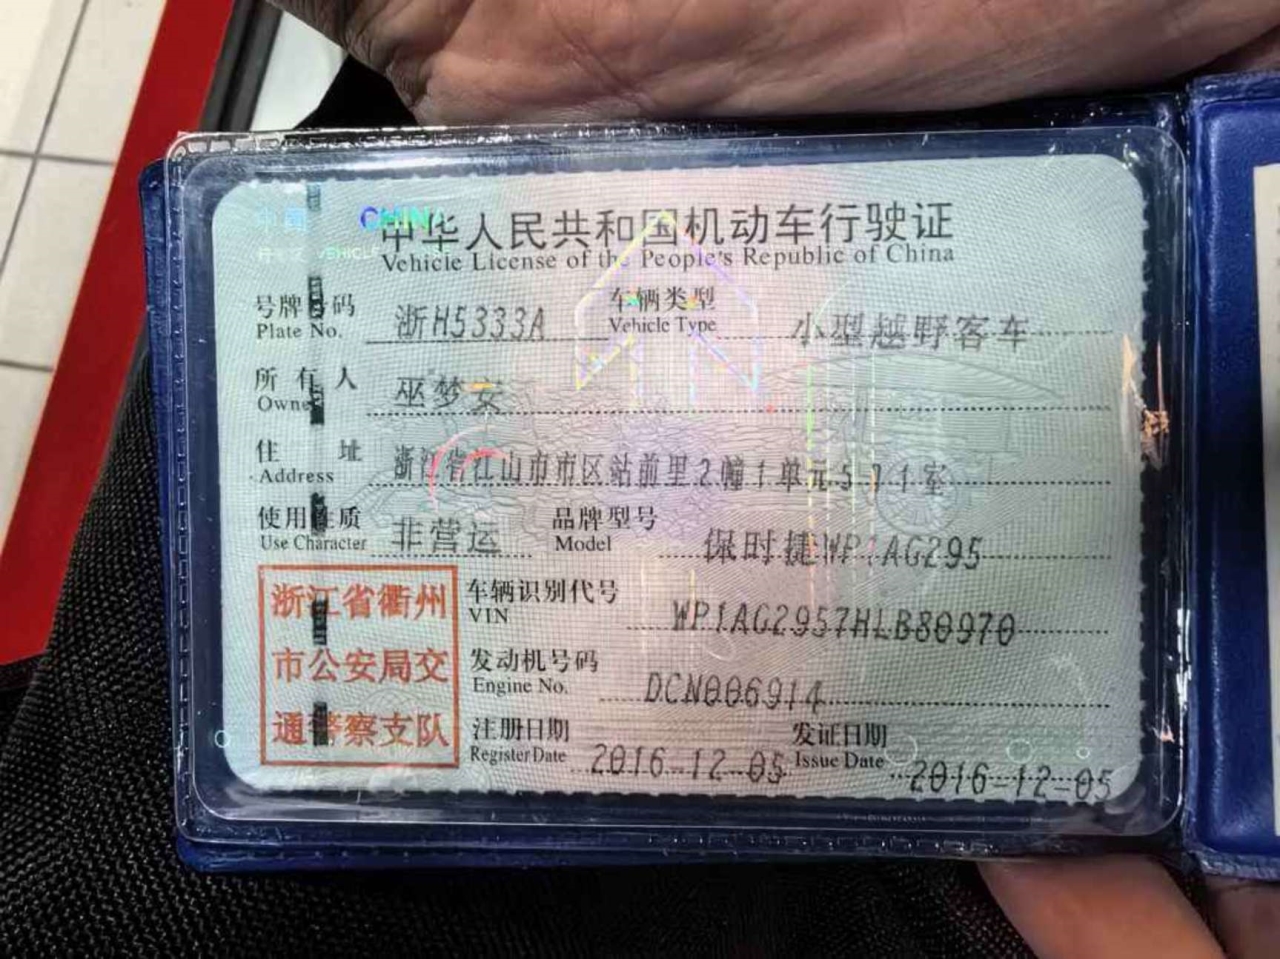 中国 CHINA
VEHICLE
中华人民共和国机动车行驶证
Vehicle License of the People's Republic of China
号牌号码 浙H5333A 车辆类型 小型越野客车
Plate No. Vehicle Type
所有人 巫梦安
Owner
住址 浙江省江山市市区站前里2幢1单元501室
Address
使用性质 非营运 品牌型号 保时捷WP1AG295
Use Character Model
浙江省衢州
市公安局交
通警察支队
车辆识别代号 WP1AG2957HLB80970
VIN
发动机号码 DCN006914
Engine No.
注册日期 2016-12-05 发证日期 2016-12-05
Register Date Issue Date